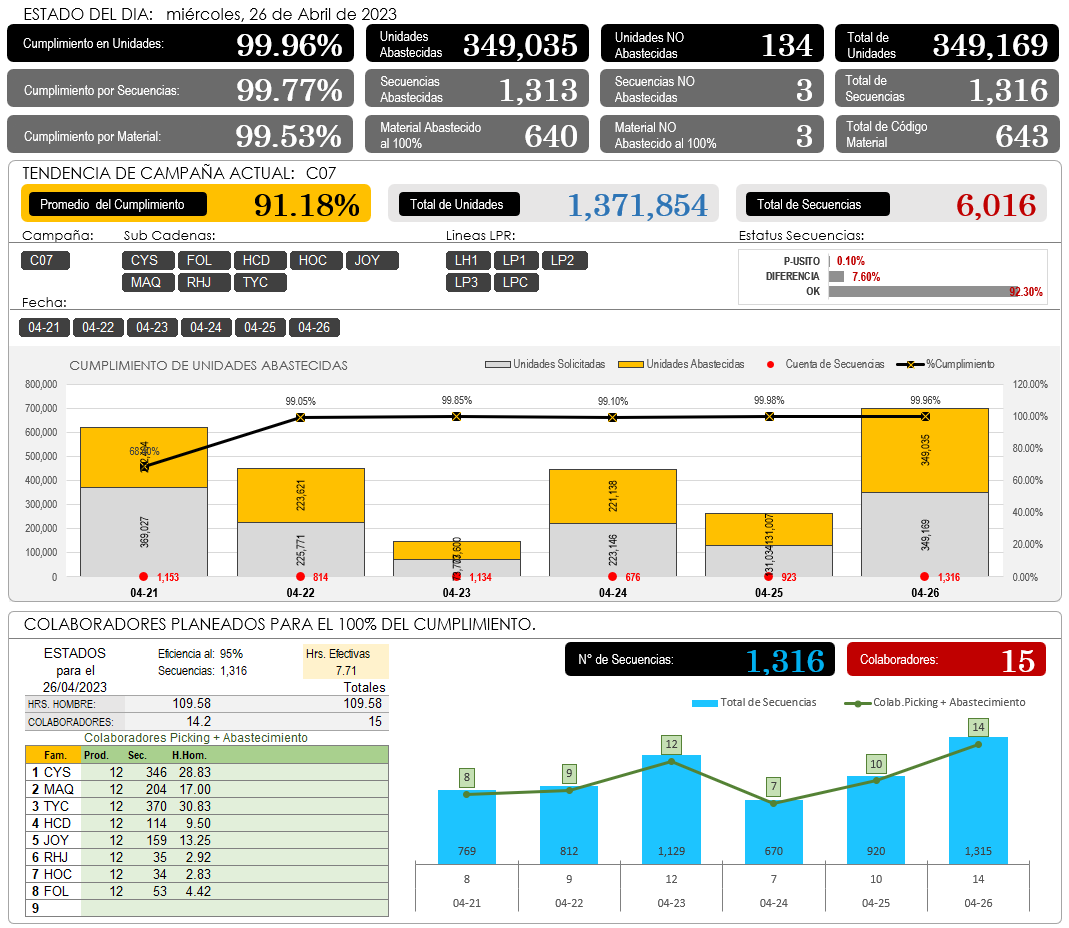 ESTADO DEL DIA: miércoles, 26 de Abril de 2023
Cumplimiento en Unidades: 99.96%
Unidades Abastecidas 349,035
Unidades NO Abastecidas 134
Total de Unidades 349,169
Cumplimiento por Secuencias: 99.77%
Secuencias Abastecidas 1,313
Secuencias NO Abastecidas 3
Total de Secuencias 1,316
Cumplimiento por Material: 99.53%
Material Abastecido al 100% 640
Material NO Abastecido al 100% 3
Total de Código Material 643
TENDENCIA DE CAMPAÑA ACTUAL: C07
Promedio del Cumplimiento 91.18%
Total de Unidades 1,371,854
Total de Secuencias 6,016
Campaña: Sub Cadenas: Lineas LPR: Estatus Secuencias:
C07 CYS FOL HCD HOC JOY LH1 LP1 LP2
MAQ RHJ TYC LP3 LPC
P-USITO 0.10%
DIFERENCIA 7.60%
OK 92.30%
Fecha:
04-21 04-22 04-23 04-24 04-25 04-26
CUMPLIMIENTO DE UNIDADES ABASTECIDAS
Unidades Solicitadas Unidades Abastecidas Cuenta de Secuencias %Cumplimiento
800,000 120.00%
700,000 100.00%
600,000 80.00%
500,000
400,000 60.00%
300,000 40.00%
200,000
100,000 20.00%
0 0.00%
99.05% 99.85% 99.10% 99.98% 99.96%
223,621 221,138 131,007 349,035
369,027 225,771 223,146 131,034 349,169
1,153 814 1,134 676 923 1,316
04-21 04-22 04-23 04-24 04-25 04-26
COLABORADORES PLANEADOS PARA EL 100% DEL CUMPLIMIENTO.
ESTADOS Eficiencia al: 95% Hrs. Efectivas
para el Secuencias: 1,316 7.71
26/04/2023 Totales
HRS. HOMBRE: 109.58 109.58
COLABORADORES: 14.2 15
Colaboradores Picking + Abastecimiento
Fam. Prod. Sec. H.Hom.
1 CYS 12 346 28.83
2 MAQ 12 204 17.00
3 TYC 12 370 30.83
4 HCD 12 114 9.50
5 JOY 12 159 13.25
6 RHJ 12 35 2.92
7 HOC 12 34 2.83
8 FOL 12 53 4.42
9
N° de Secuencias: 1,316
Colaboradores: 15
Total de Secuencias Colab.Picking + Abastecimiento
8 9 12 7 10 14
769 812 1,129 670 920 1,315
8 9 12 7 10 14
04-21 04-22 04-23 04-24 04-25 04-26